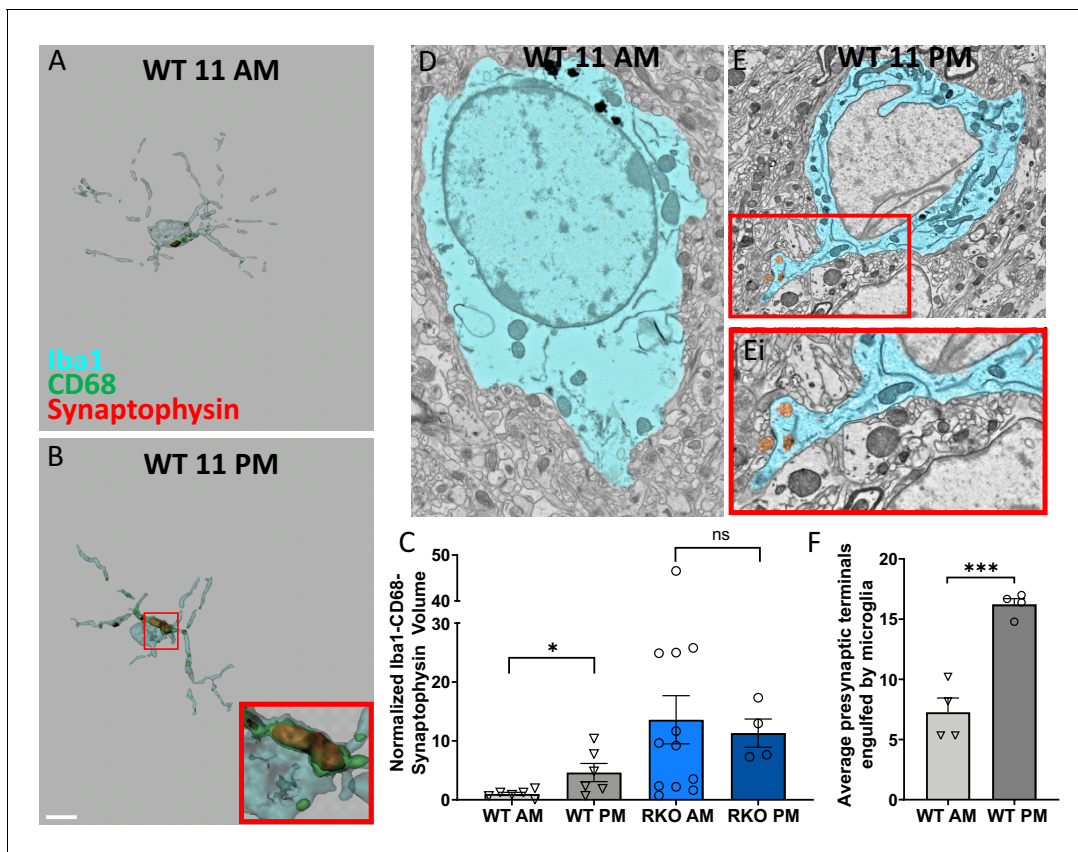 A
WT 11 AM
Iba1
CD68
Synaptophysin
B
WT 11 PM
D
WT 11 AM
E
WT 11 PM
Ei
C
Normalized Iba1-CD68-
Synaptophysin Volume
50
40
30
20
10
0
*
ns
WT AM
WT PM
RKO AM
RKO PM
F
Average presynaptic terminals
engulfed by microglia
20
15
10
5
0
***
WT AM
WT PM